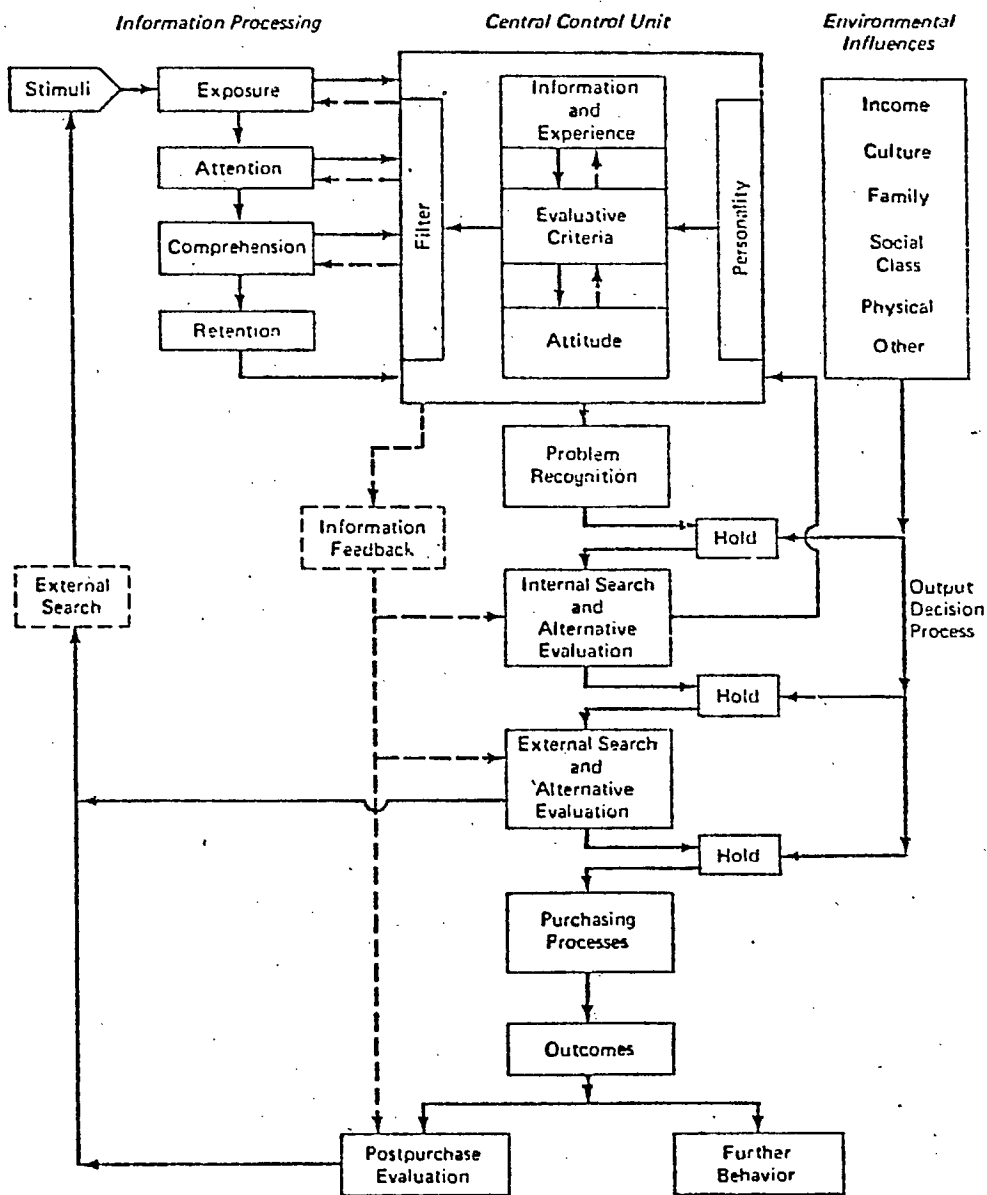 Information Processing
Central Control Unit
Environmental
Influences
Stimuli
Exposure
Attention
Comprehension
Retention
Filter
Information
and
Experience
Evaluative
Criteria
Attitude
Personality
Income
Culture
Family
Social
Class
Physical
Other
Problem
Recognition
Information
Feedback
Hold
External
Search
Internal Search
and
Alternative
Evaluation
Output
Decision
Process
Hold
External Search
and
Alternative
Evaluation
Hold
Purchasing
Processes
Outcomes
Postpurchase
Evaluation
Further
Behavior